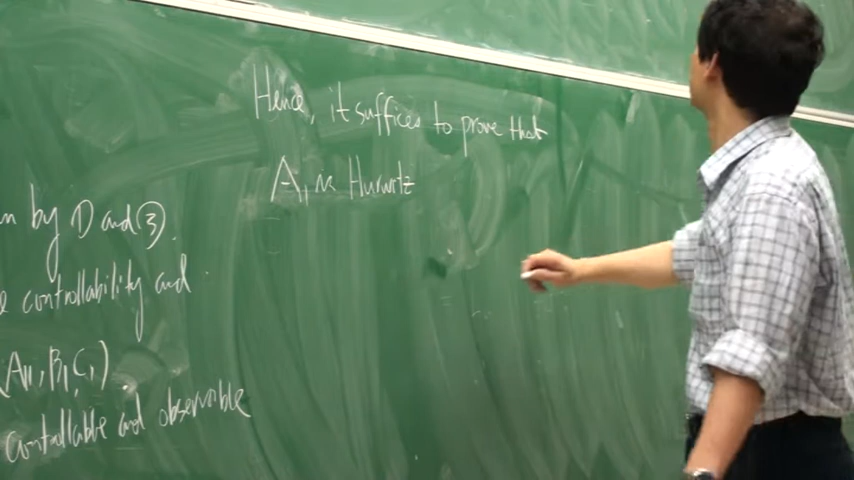 Hence, it suffices to prove that
A₁ is Hurwitz
n by ① and ③.
e controllability and
(A₁₁, B₁, C₁).
controllable and observable